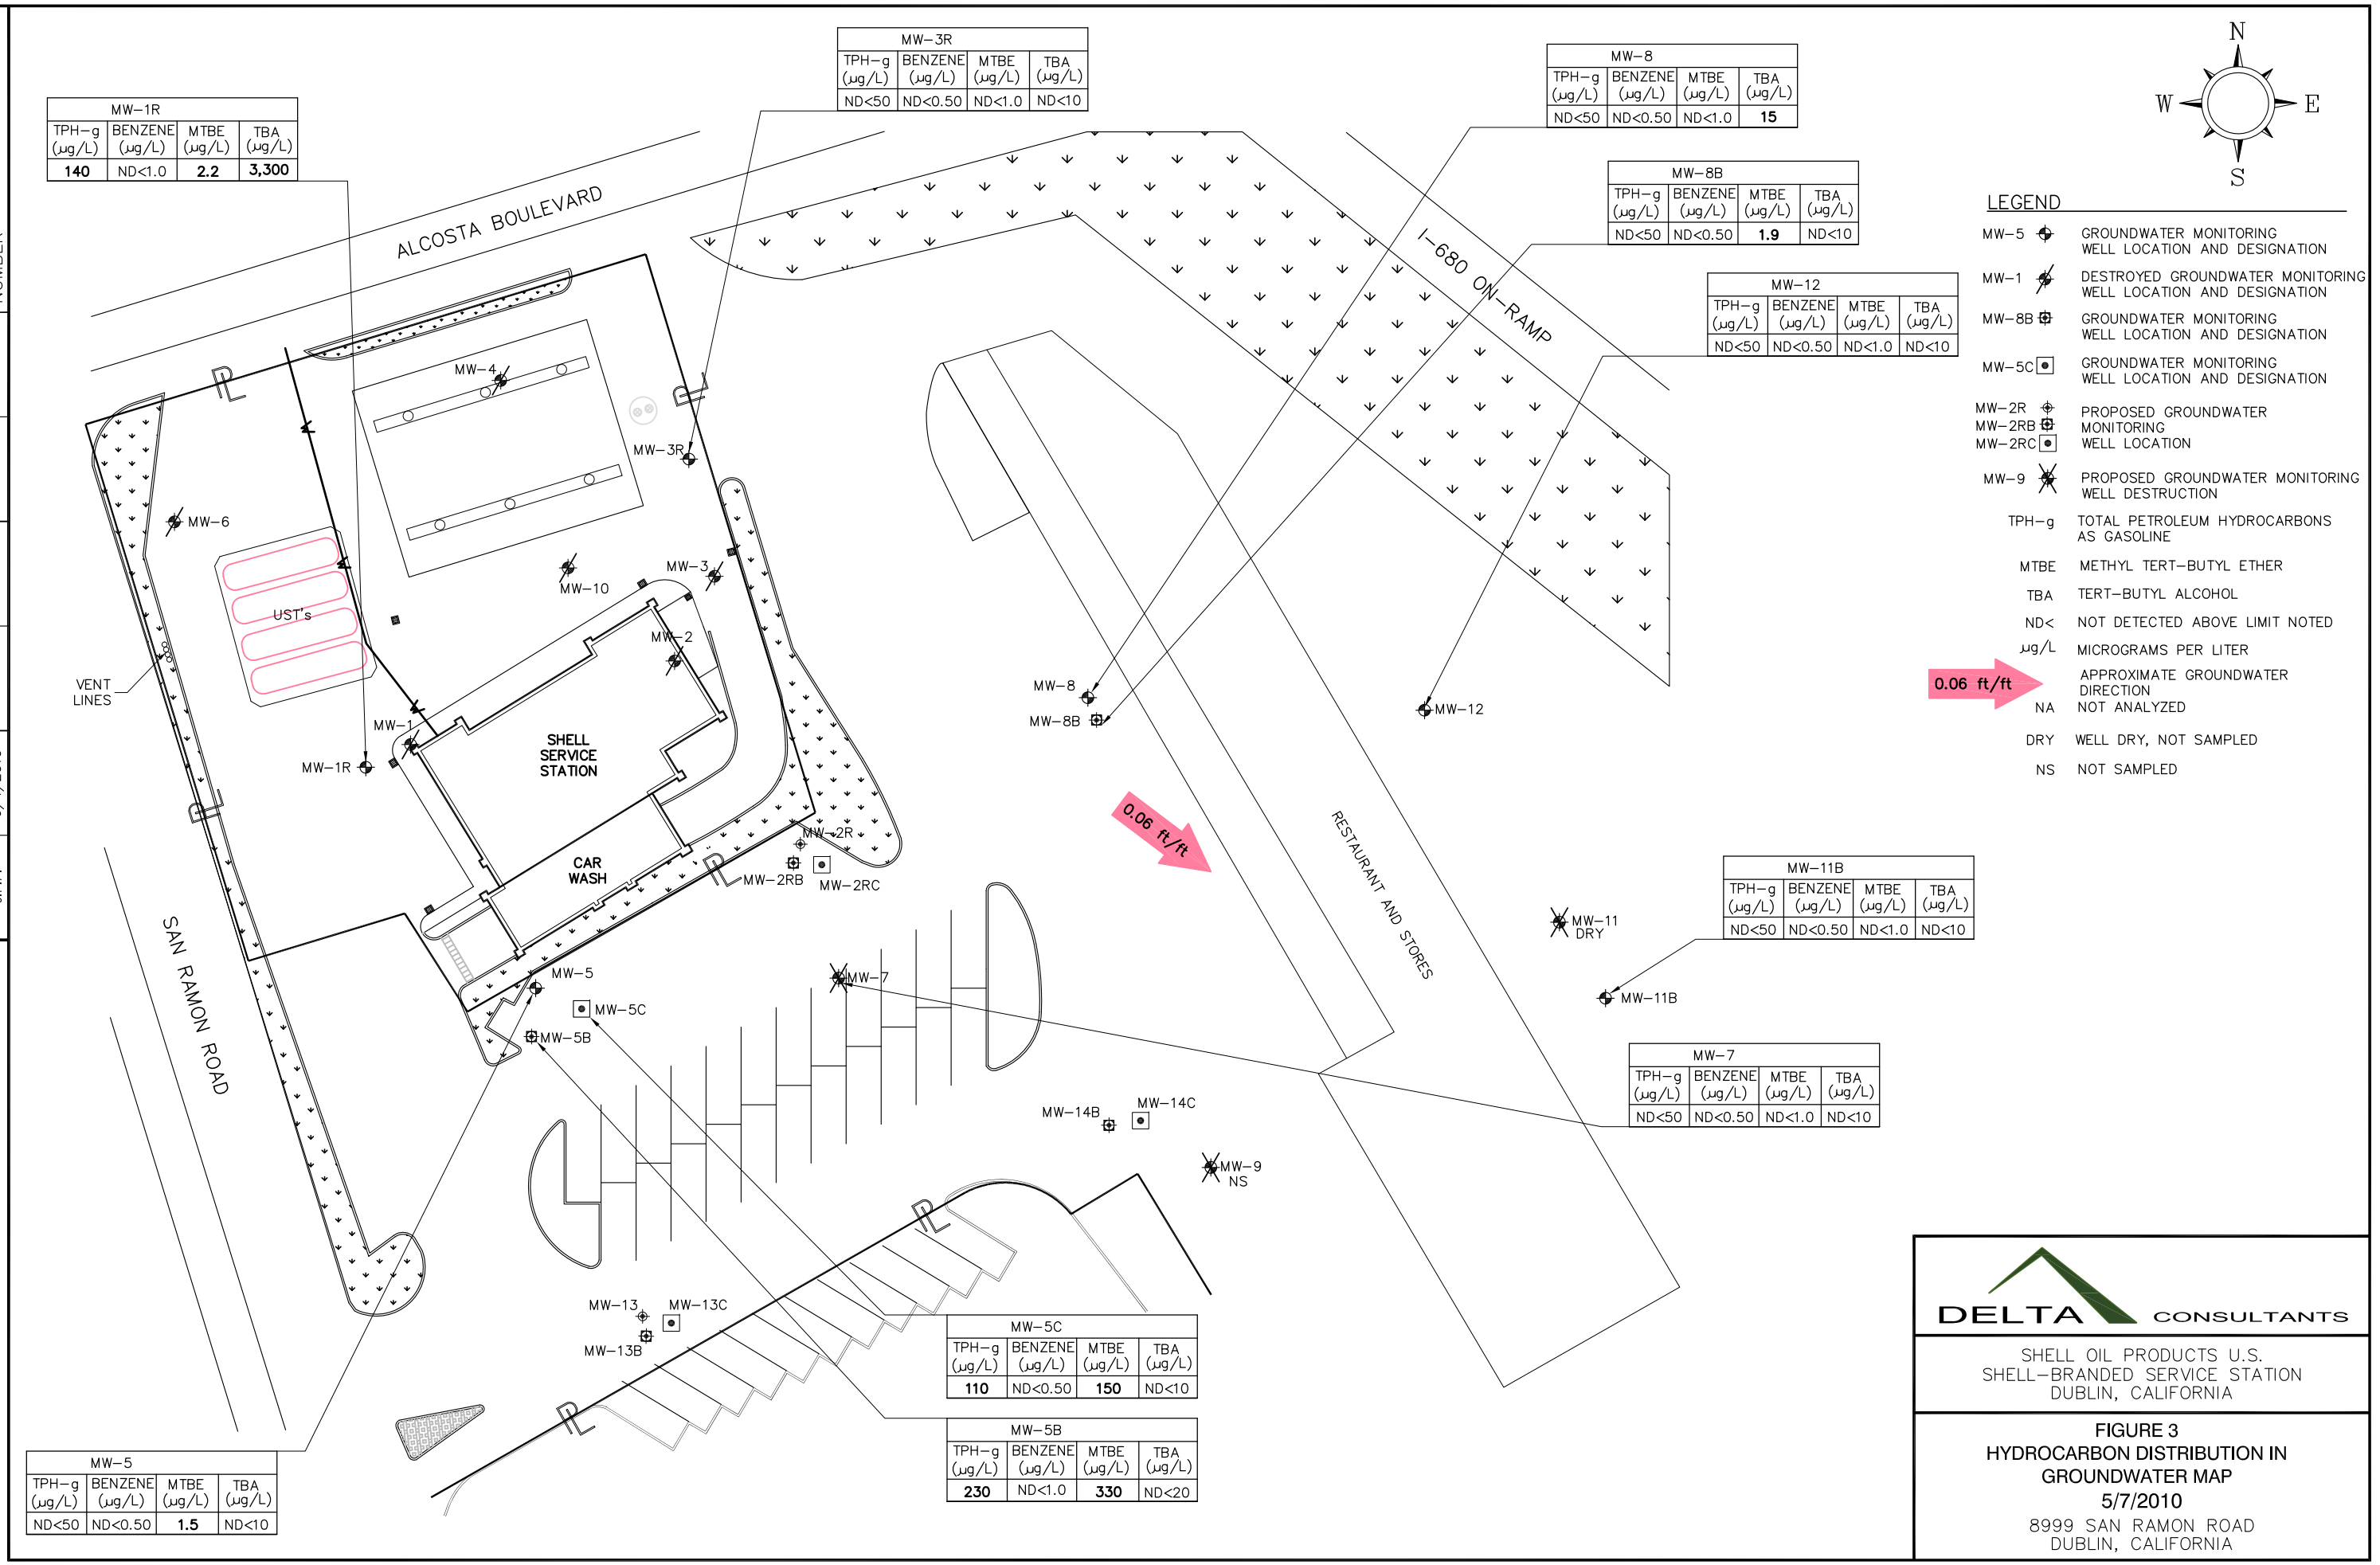 MW-3R
TPH-g BENZENE MTBE TBA
(µg/L) (µg/L) (µg/L) (µg/L)
ND<50 ND<0.50 ND<1.0 ND<10
MW-8
TPH-g BENZENE MTBE TBA
(µg/L) (µg/L) (µg/L) (µg/L)
ND<50 ND<0.50 ND<1.0 15
MW-1R
TPH-g BENZENE MTBE TBA
(µg/L) (µg/L) (µg/L) (µg/L)
140 ND<1.0 2.2 3,300
MW-8B
TPH-g BENZENE MTBE TBA
(µg/L) (µg/L) (µg/L) (µg/L)
ND<50 ND<0.50 1.9 ND<10
MW-12
TPH-g BENZENE MTBE TBA
(µg/L) (µg/L) (µg/L) (µg/L)
ND<50 ND<0.50 ND<1.0 ND<10
N
W E
S
LEGEND
MW-5 GROUNDWATER MONITORING
WELL LOCATION AND DESIGNATION
MW-1 DESTROYED GROUNDWATER MONITORING
WELL LOCATION AND DESIGNATION
MW-8B GROUNDWATER MONITORING
WELL LOCATION AND DESIGNATION
MW-5C GROUNDWATER MONITORING
WELL LOCATION AND DESIGNATION
MW-2R PROPOSED GROUNDWATER
MW-2RB MONITORING
MW-2RC WELL LOCATION
MW-9 PROPOSED GROUNDWATER MONITORING
WELL DESTRUCTION
TPH-g TOTAL PETROLEUM HYDROCARBONS
AS GASOLINE
MTBE METHYL TERT-BUTYL ETHER
TBA TERT-BUTYL ALCOHOL
ND< NOT DETECTED ABOVE LIMIT NOTED
µg/L MICROGRAMS PER LITER
0.06 ft/ft APPROXIMATE GROUNDWATER
DIRECTION
NA NOT ANALYZED
DRY WELL DRY, NOT SAMPLED
NS NOT SAMPLED
ALCOSTA BOULEVARD
I-680 ON-RAMP
PL
PL
MW-4
MW-3R
MW-6
MW-10
MW-3
UST's
MW-2
VENT
LINES
MW-1
MW-1R
SHELL
SERVICE
STATION
MW-8
MW-8B
MW-12
PL
0.06 ft/ft
RESTAURANT AND STORES
CAR
WASH
PL
MW-2R
MW-2RB
MW-2RC
SAN RAMON ROAD
MW-5
MW-5C
MW-5B
MW-7
MW-11
DRY
MW-11B
MW-11B
TPH-g BENZENE MTBE TBA
(µg/L) (µg/L) (µg/L) (µg/L)
ND<50 ND<0.50 ND<1.0 ND<10
MW-7
TPH-g BENZENE MTBE TBA
(µg/L) (µg/L) (µg/L) (µg/L)
ND<50 ND<0.50 ND<1.0 ND<10
MW-14B
MW-14C
MW-9
NS
PL
MW-13
MW-13C
MW-13B
PL
MW-5C
TPH-g BENZENE MTBE TBA
(µg/L) (µg/L) (µg/L) (µg/L)
110 ND<0.50 150 ND<10
MW-5B
TPH-g BENZENE MTBE TBA
(µg/L) (µg/L) (µg/L) (µg/L)
230 ND<1.0 330 ND<20
MW-5
TPH-g BENZENE MTBE TBA
(µg/L) (µg/L) (µg/L) (µg/L)
ND<50 ND<0.50 1.5 ND<10
DELTA CONSULTANTS
SHELL OIL PRODUCTS U.S.
SHELL-BRANDED SERVICE STATION
DUBLIN, CALIFORNIA
FIGURE 3
HYDROCARBON DISTRIBUTION IN
GROUNDWATER MAP
5/7/2010
8999 SAN RAMON ROAD
DUBLIN, CALIFORNIA